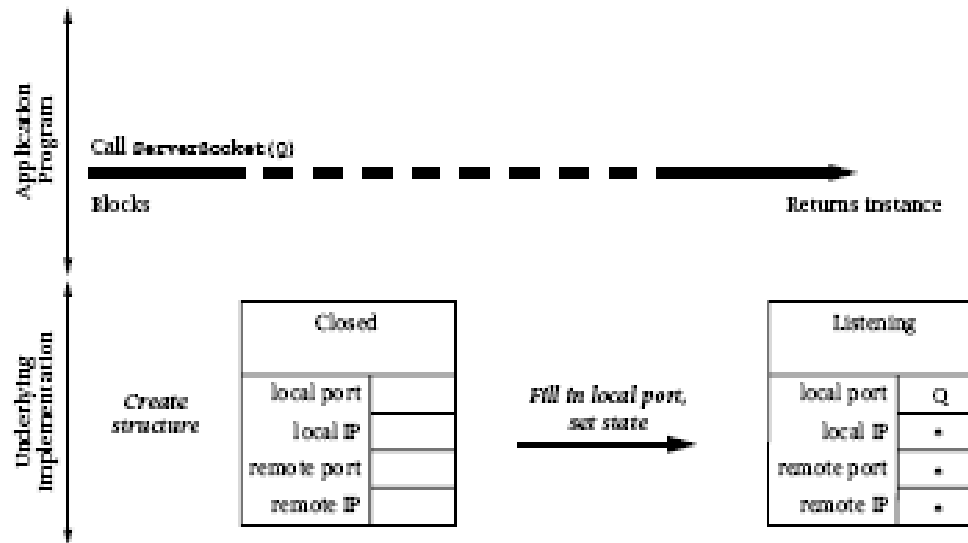 Application
Program
Call ServerSocket(Q)
Blocks
Returns instance
Underlying
Implementation
Create
structure
Closed
local port
local IP
remote port
remote IP
Fill in local port,
set state
Listening
local port Q
local IP *
remote port *
remote IP *